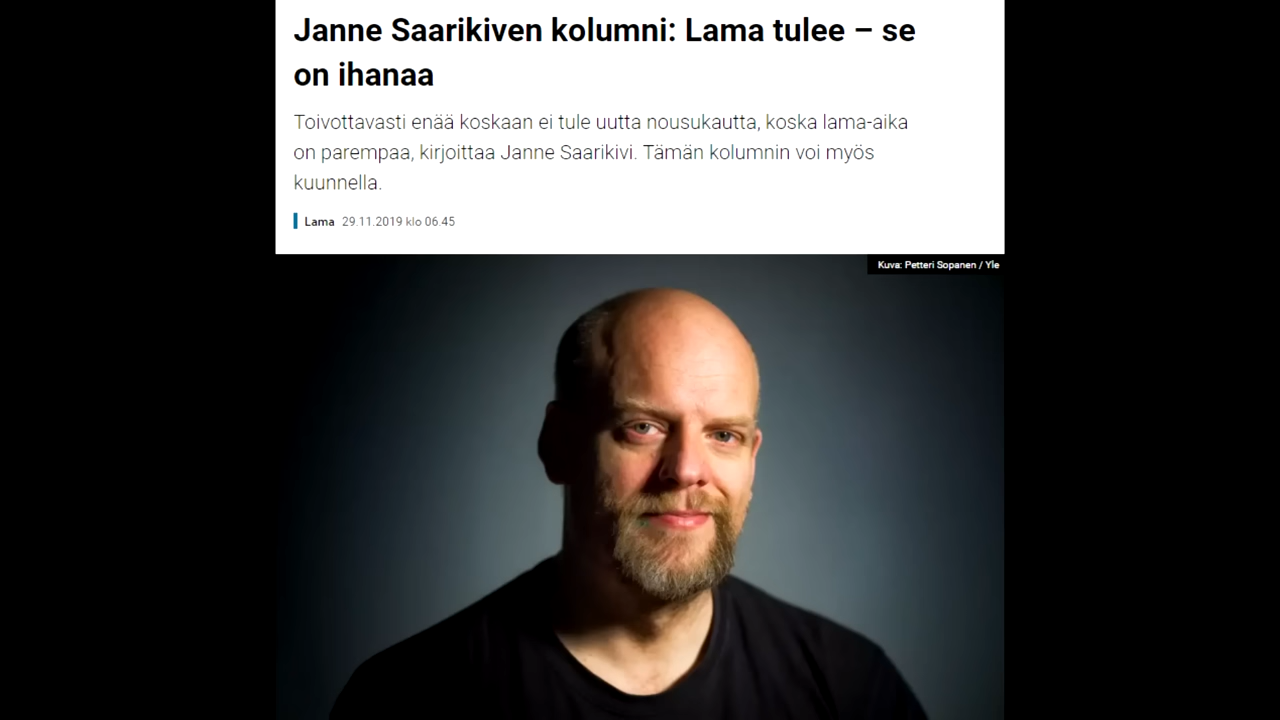 Janne Saarikiven kolumni: Lama tulee – se
on ihanaa
Toivottavasti enää koskaan ei tule uutta nousukautta, koska lama-aika
on parempaa, kirjoittaa Janne Saarikivi. Tämän kolumnin voi myös
kuunnella.
Lama 29.11.2019 klo 06.45
Kuva: Petteri Sopanen / Yle